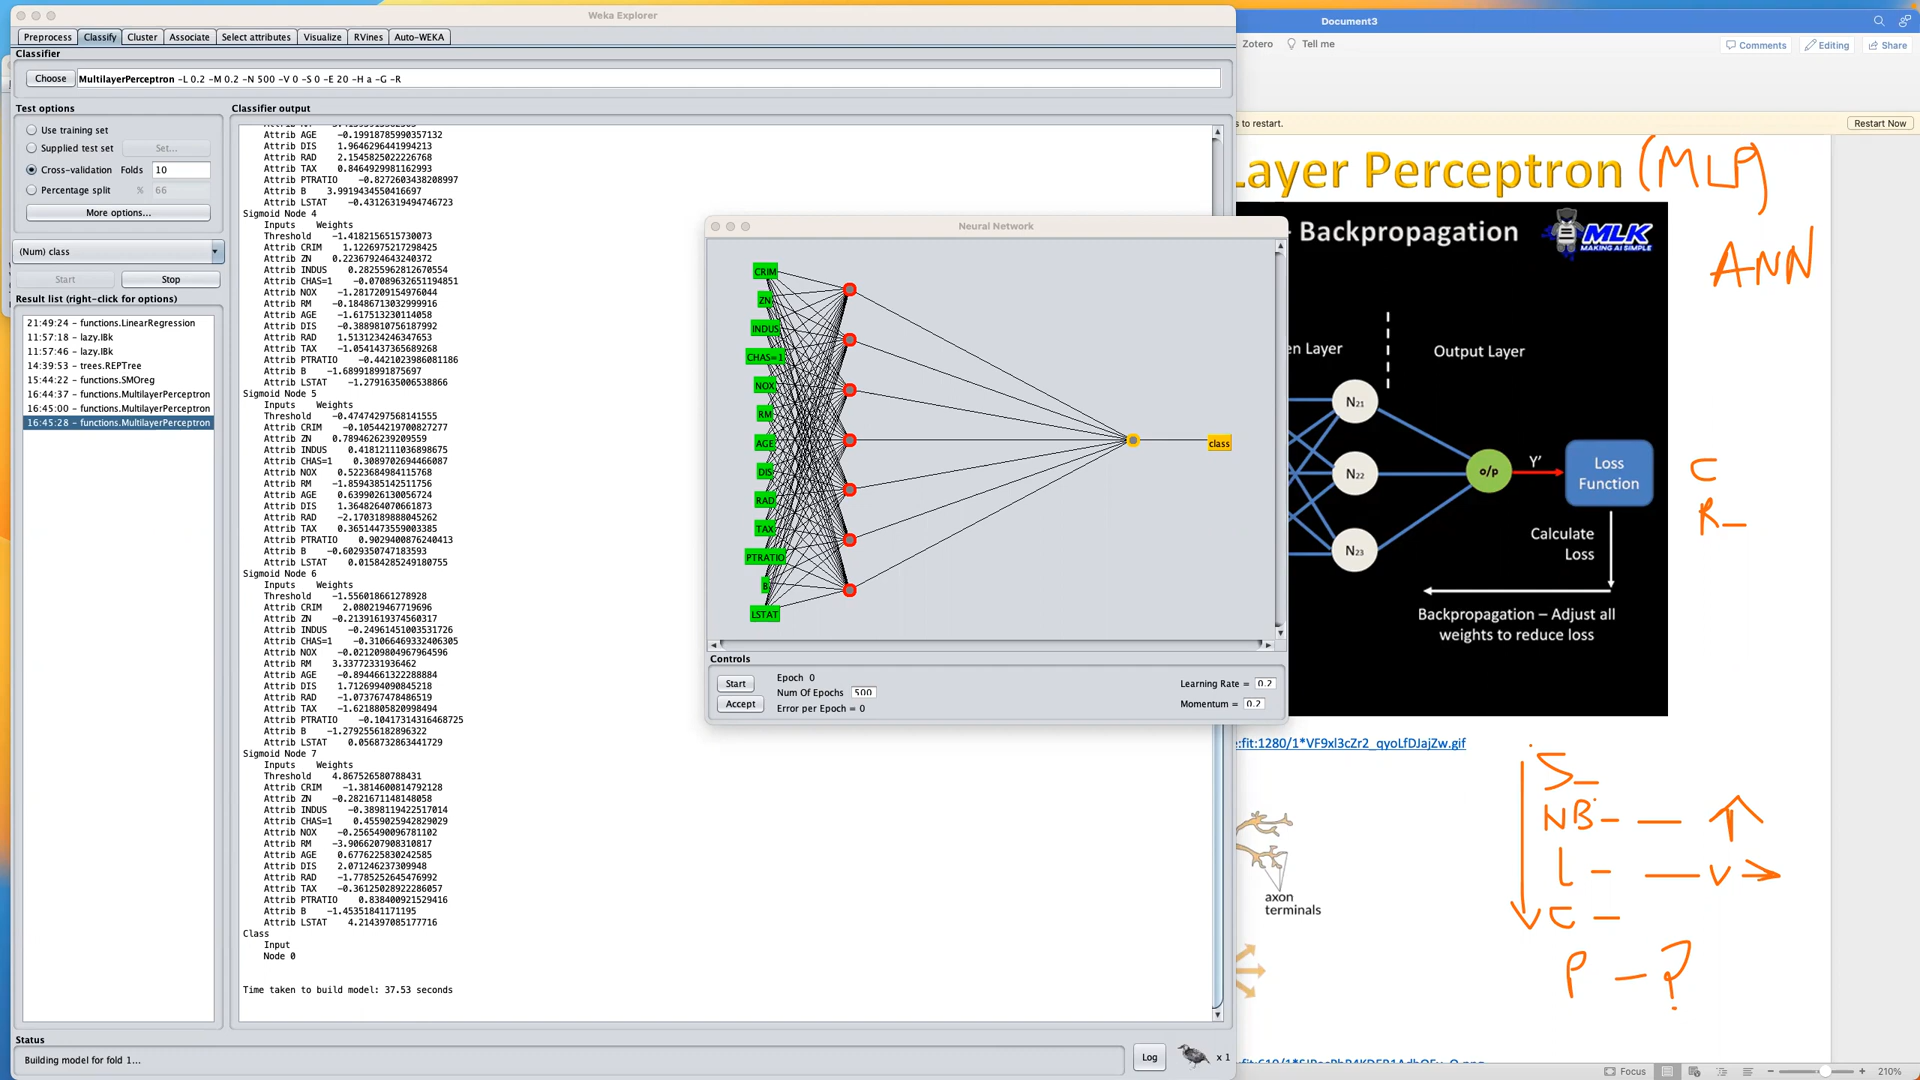 Weka Explorer
Preprocess Classify Cluster Associate Select attributes Visualize RVines Auto-WEKA
Classifier
Choose MultilayerPerceptron -L 0.2 -M 0.2 -N 500 -V 0 -S 0 -E 20 -H a -G -R
Test options
Use training set
Supplied test set Set...
Cross-validation Folds 10
Percentage split % 66
More options...
(Num) class
Start Stop
Result list (right-click for options)
21:49:24 - functions.LinearRegression
11:57:18 - lazy.IBk
11:57:46 - lazy.IBk
14:39:53 - trees.REPTree
15:44:22 - functions.SMOreg
16:44:37 - functions.MultilayerPerceptron
16:45:00 - functions.MultilayerPerceptron
16:45:28 - functions.MultilayerPerceptron
Classifier output
Attrib AGE -0.19918785990357132
Attrib DIS 1.9646296441994213
Attrib RAD 2.1545825022226768
Attrib TAX 0.8464929981162993
Attrib PTRATIO -0.8272603438208997
Attrib B 3.9919434550416697
Attrib LSTAT -0.43126319494746723
Sigmoid Node 4
Inputs Weights
Threshold -1.4182156515730073
Attrib CRIM 1.1226975217298425
Attrib ZN 0.22367924643240372
Attrib INDUS 0.28255962812670554
Attrib CHAS=1 -0.07089632651194851
Attrib NOX -1.2817209154976044
Attrib RM -0.18486713032999916
Attrib AGE -1.617513230114058
Attrib DIS -0.3889810756187992
Attrib RAD 1.5131234246347653
Attrib TAX -1.0541437365689268
Attrib PTRATIO -0.4421023986081186
Attrib B -1.689918991875697
Attrib LSTAT -1.2791635006538866
Sigmoid Node 5
Inputs Weights
Threshold -0.47474297568141555
Attrib CRIM -0.10544219700827277
Attrib ZN 0.7894626239209559
Attrib INDUS 0.41812111036898675
Attrib CHAS=1 0.3089702694466087
Attrib NOX 0.5223684984115768
Attrib RM -1.8594385142511756
Attrib AGE 0.6399026130056724
Attrib DIS 1.3648264070661873
Attrib RAD -2.1703189888045262
Attrib TAX 0.36514473559003385
Attrib PTRATIO 0.9029400876240413
Attrib B -0.6029350747183593
Attrib LSTAT 0.01584285249180755
Sigmoid Node 6
Inputs Weights
Threshold -1.556018661278928
Attrib CRIM 2.080219467719696
Attrib ZN -0.21391619374560317
Attrib INDUS -0.24961451003531726
Attrib CHAS=1 -0.31066469332406305
Attrib NOX -0.021209804967964596
Attrib RM 3.33772331936462
Attrib AGE -0.8944661322288884
Attrib DIS 1.7126994090845218
Attrib RAD -1.073767478486519
Attrib TAX -1.6218805820998494
Attrib PTRATIO -0.10417314316468725
Attrib B -1.2792556182896322
Attrib LSTAT 0.0568732863441729
Sigmoid Node 7
Inputs Weights
Threshold 4.867526580788431
Attrib CRIM -1.3814600814792128
Attrib ZN -0.2821671148148058
Attrib INDUS -0.3898119422517014
Attrib CHAS=1 0.4559025942829029
Attrib NOX -0.2565490096781102
Attrib RM -3.9066207908310817
Attrib AGE 0.6776225830242585
Attrib DIS 2.071246237309948
Attrib RAD -1.7785252645476992
Attrib TAX -0.36125028922286057
Attrib PTRATIO 0.838400921529416
Attrib B -1.45351841171195
Attrib LSTAT 4.214397085177716
Class
Input
Node 0
Time taken to build model: 37.53 seconds
Status
Building model for fold 1...
Log x 1
Neural Network
CRIM
ZN
INDUS
CHAS=1
NOX
RM
AGE
DIS
RAD
TAX
PTRATIO
B
LSTAT
class
Controls
Start
Accept
Epoch 0
Num Of Epochs 500
Error per Epoch = 0
Learning Rate = 0.2
Momentum = 0.2
Document3
Zotero Tell me
Comments Editing Share
s to restart. Restart Now
Layer Perceptron (MLP)
- Backpropagation
MLK
MAKING AI SIMPLE
ANN
en Layer
Output Layer
N21
N22
N23
o/p
Y'
Loss Function
Calculate Loss
Backpropagation – Adjust all
weights to reduce loss
C
R
:fit:1280/1*VF9xl3cZr2_qyoLfDJajZw.gif
axon
terminals
S
NB
L
C
P - ?
Focus 210%